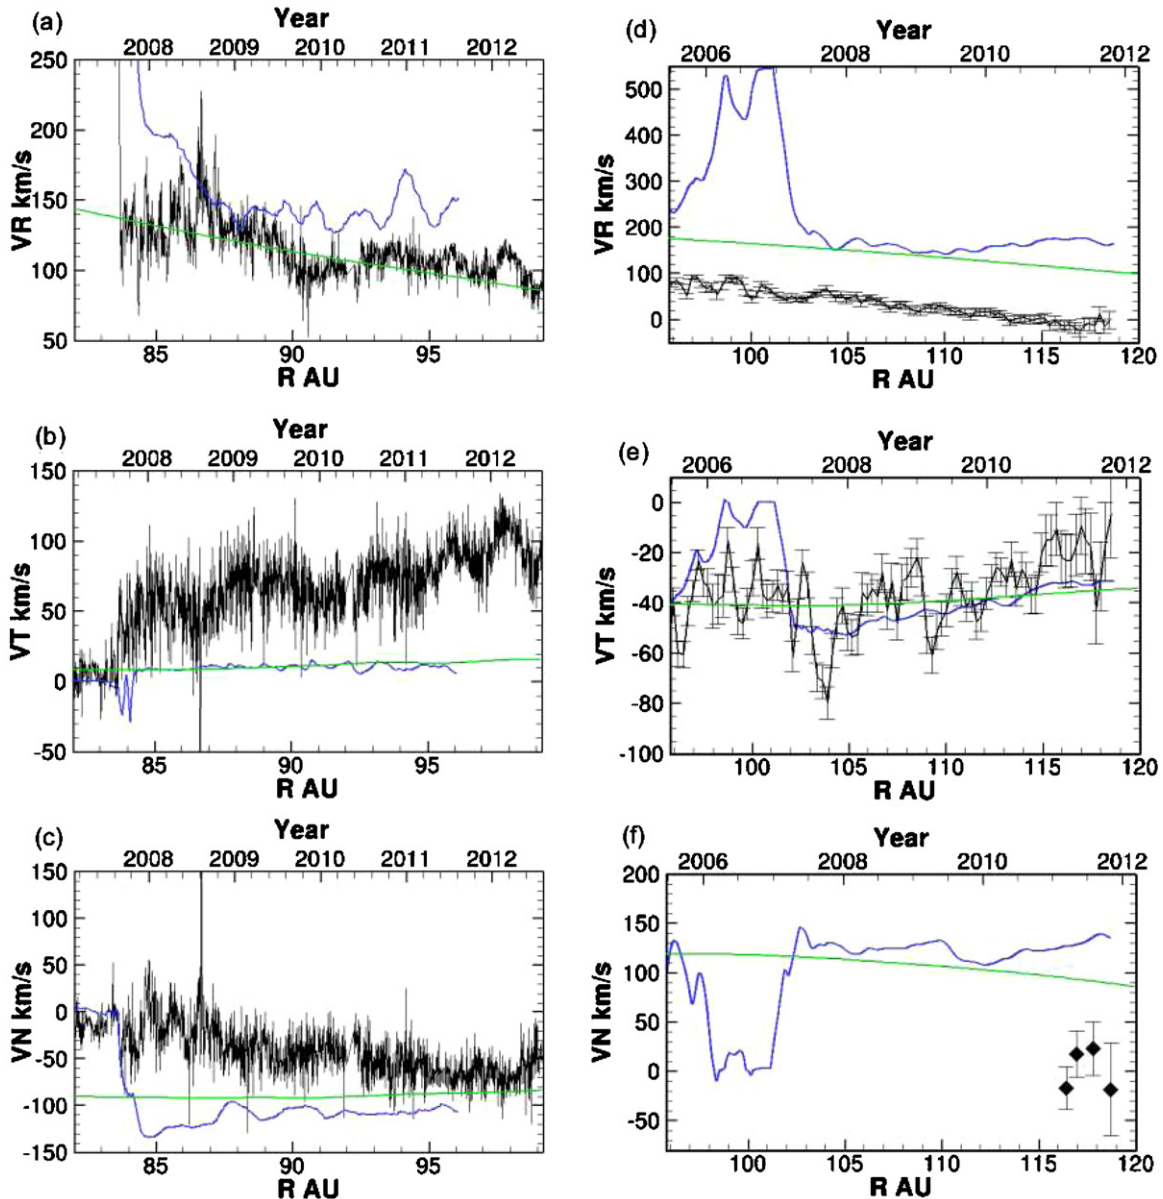 (a)
Year
2008 2009 2010 2011 2012
250
200
150
100
50
VR km/s
85 90 95
R AU
(d)
Year
2006 2008 2010 2012
500
400
300
200
100
0
VR km/s
100 105 110 115 120
R AU
(b)
Year
2008 2009 2010 2011 2012
150
100
50
0
-50
VT km/s
85 90 95
R AU
(e)
Year
2006 2008 2010 2012
0
-20
-40
-60
-80
-100
VT km/s
100 105 110 115 120
R AU
(c)
Year
2008 2009 2010 2011 2012
150
100
50
0
-50
-100
-150
VN km/s
85 90 95
R AU
(f)
Year
2006 2008 2010 2012
200
150
100
50
0
-50
VN km/s
100 105 110 115 120
R AU